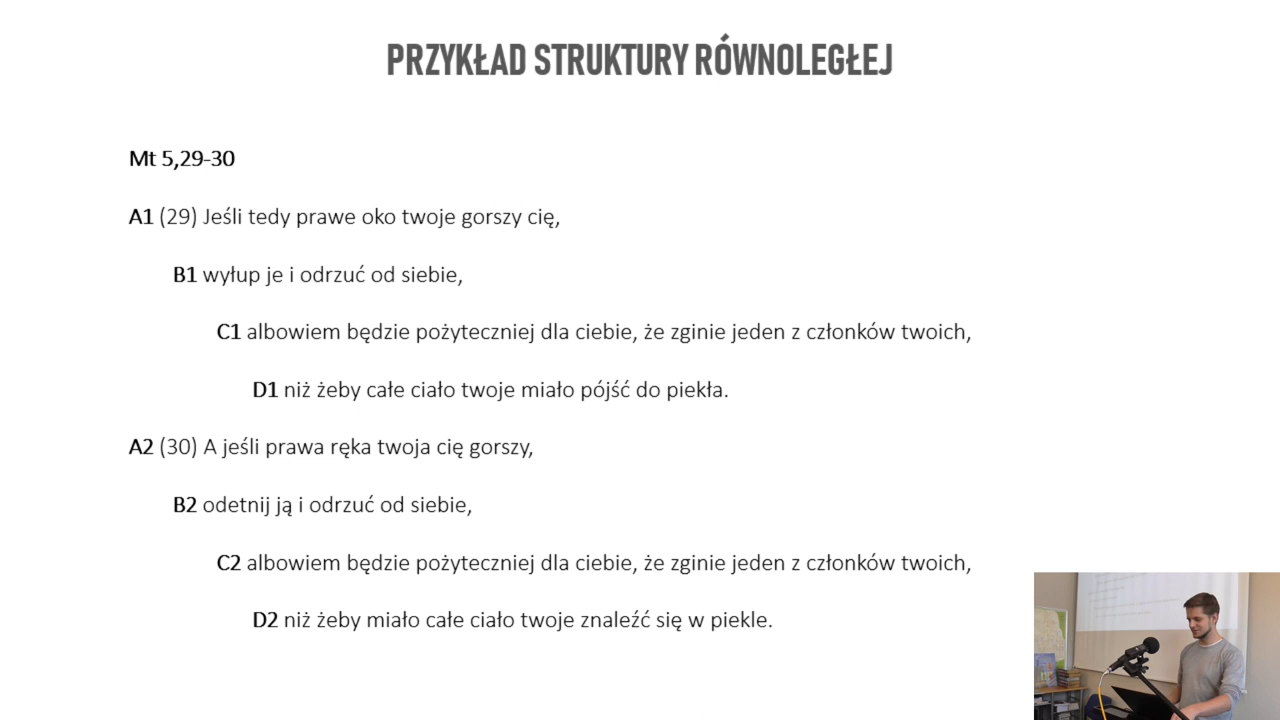 PRZYKŁAD STRUKTURY RÓWNOLEGŁEJ
Mt 5,29-30
A1 (29) Jeśli tedy prawe oko twoje gorszy cię,
B1 wyłup je i odrzuć od siebie,
C1 albowiem będzie pożyteczniej dla ciebie, że zginie jeden z członków twoich,
D1 niż żeby całe ciało twoje miało pójść do piekła.
A2 (30) A jeśli prawa ręka twoja cię gorszy,
B2 odetnij ją i odrzuć od siebie,
C2 albowiem będzie pożyteczniej dla ciebie, że zginie jeden z członków twoich,
D2 niż żeby miało całe ciało twoje znaleźć się w piekle.